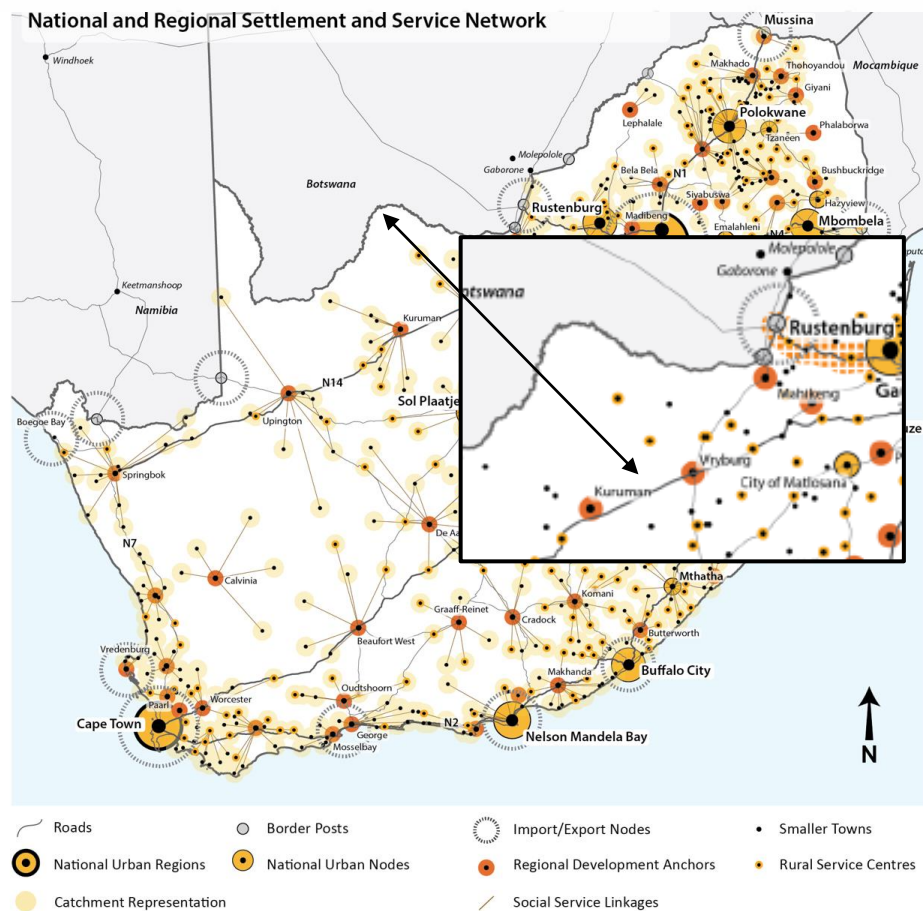 National and Regional Settlement and Service Network
Mussina
Windhoek
Makhado
Thohoyandou
Mocambique
Giyani
Polokwane
Lephalale
Tzaneen
Phalaborwa
Molepolole
Gaborone
Bela Bela
N1
Bushbuckridge
Botswana
Siyabuswa
Hazyview
Rustenburg
Madibeng
Emalahleni
Mbombela
N4
Molepolole
Gaborone
Keetmanshoop
Namibia
Kuruman
Rustenburg
N14
Sol Plaatje
Mahikeng
Upington
Boegoe Bay
Vryburg
Springbok
Kuruman
City of Matlosana
De Aa
N7
Calvinia
Mthatha
Komani
Graaff-Reinet
Cradock
Beaufort West
Butterworth
Vredenburg
Buffalo City
Makhanda
Oudtshoorn
Paarl
Worcester
Cape Town
George
N2
Nelson Mandela Bay
Mosselbay
N
Roads
Border Posts
Import/Export Nodes
Smaller Towns
National Urban Regions
National Urban Nodes
Regional Development Anchors
Rural Service Centres
Catchment Representation
Social Service Linkages